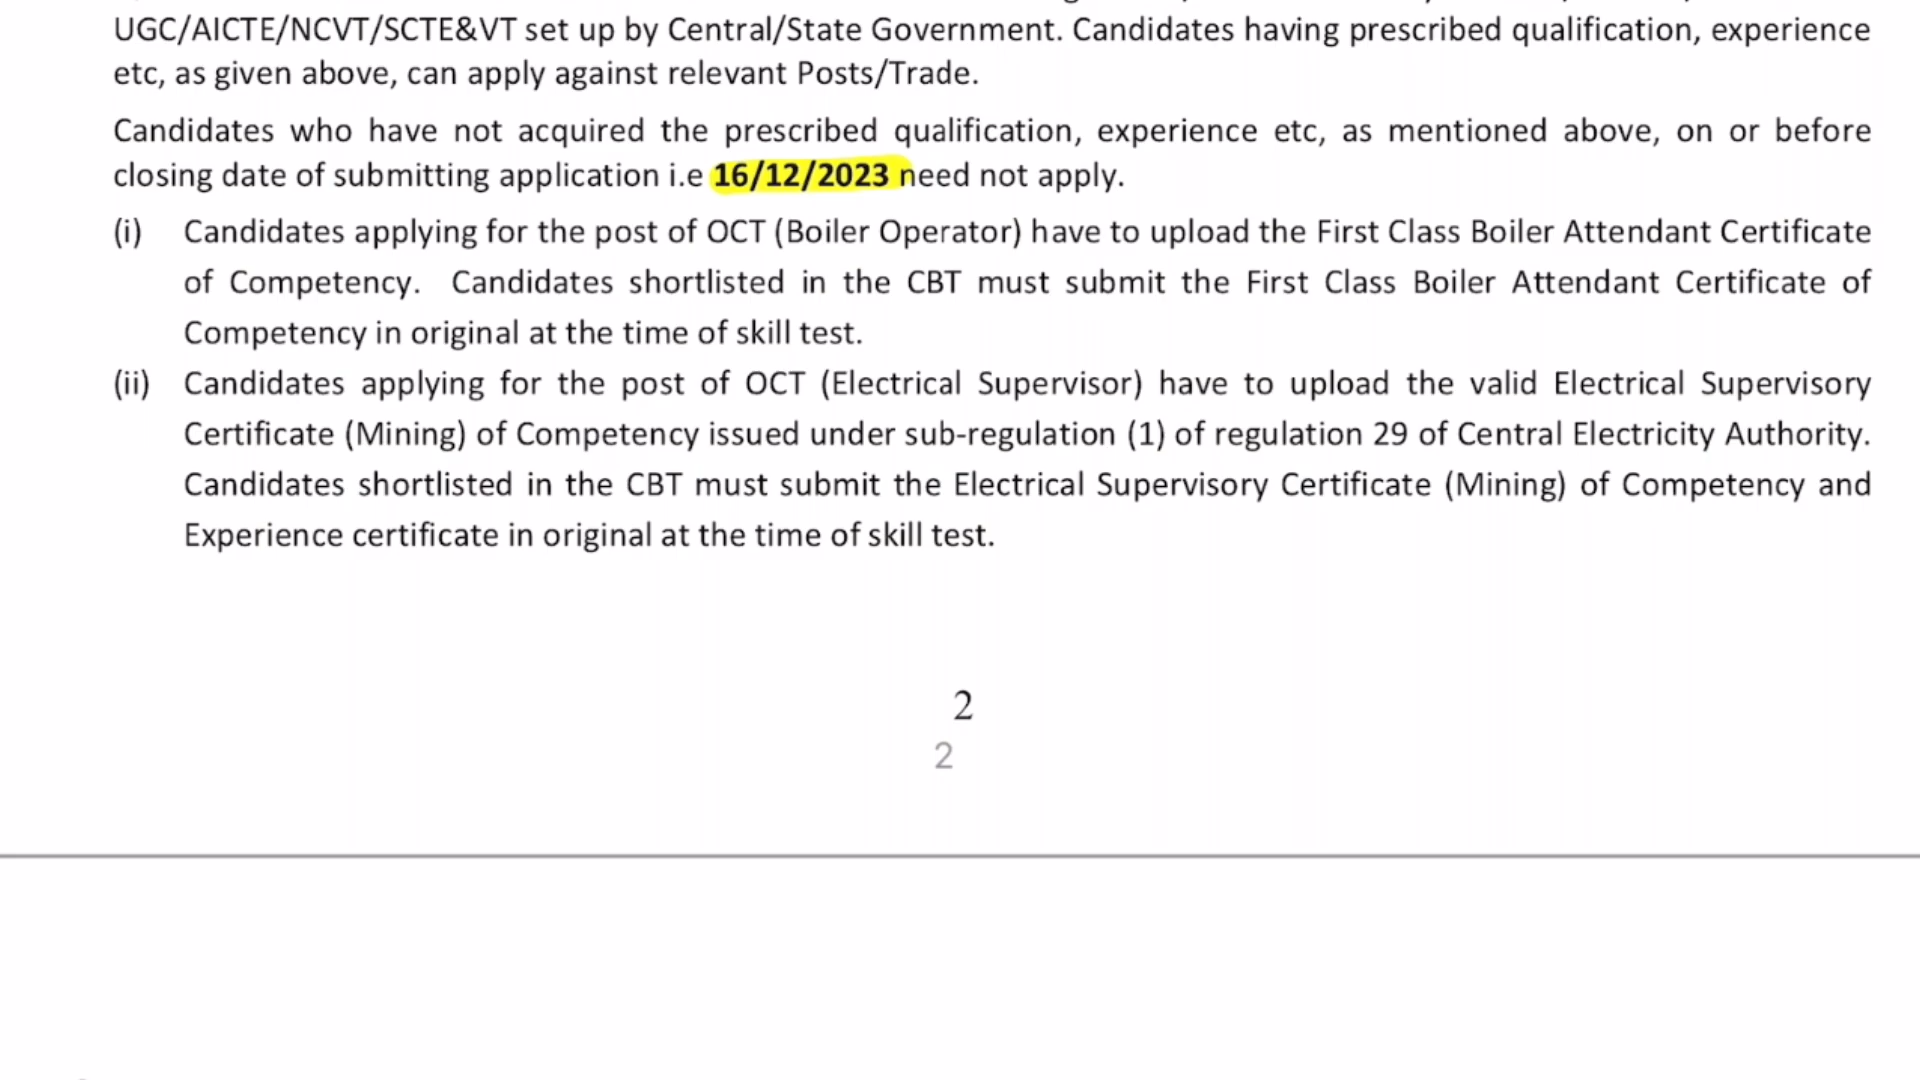 UGC/AICTE/NCVT/SCTE&VT set up by Central/State Government. Candidates having prescribed qualification, experience
etc, as given above, can apply against relevant Posts/Trade.
Candidates who have not acquired the prescribed qualification, experience etc, as mentioned above, on or before
closing date of submitting application i.e 16/12/2023 need not apply.
(i) Candidates applying for the post of OCT (Boiler Operator) have to upload the First Class Boiler Attendant Certificate
of Competency. Candidates shortlisted in the CBT must submit the First Class Boiler Attendant Certificate of
Competency in original at the time of skill test.
(ii) Candidates applying for the post of OCT (Electrical Supervisor) have to upload the valid Electrical Supervisory
Certificate (Mining) of Competency issued under sub-regulation (1) of regulation 29 of Central Electricity Authority.
Candidates shortlisted in the CBT must submit the Electrical Supervisory Certificate (Mining) of Competency and
Experience certificate in original at the time of skill test.
2
2